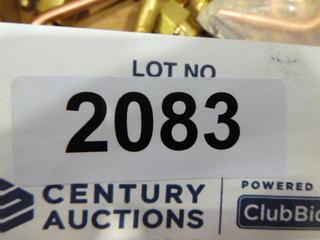 LOT NO
2083
CENTURY
AUCTIONS
POWERED
ClubBid